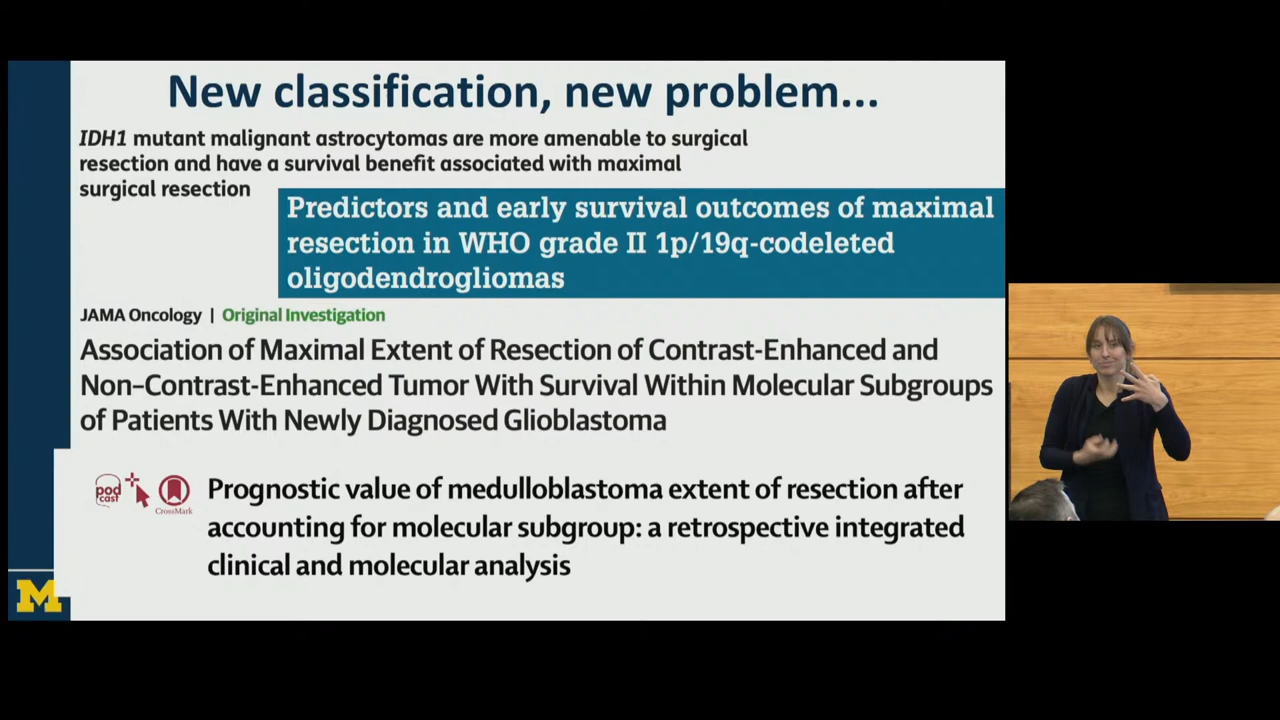 New classification, new problem...
IDH1 mutant malignant astrocytomas are more amenable to surgical
resection and have a survival benefit associated with maximal
surgical resection
Predictors and early survival outcomes of maximal
resection in WHO grade II 1p/19q-codeleted
oligodendrogliomas
JAMA Oncology | Original Investigation
Association of Maximal Extent of Resection of Contrast-Enhanced and
Non–Contrast-Enhanced Tumor With Survival Within Molecular Subgroups
of Patients With Newly Diagnosed Glioblastoma
pod
cast
CrossMark
Prognostic value of medulloblastoma extent of resection after
accounting for molecular subgroup: a retrospective integrated
clinical and molecular analysis
M